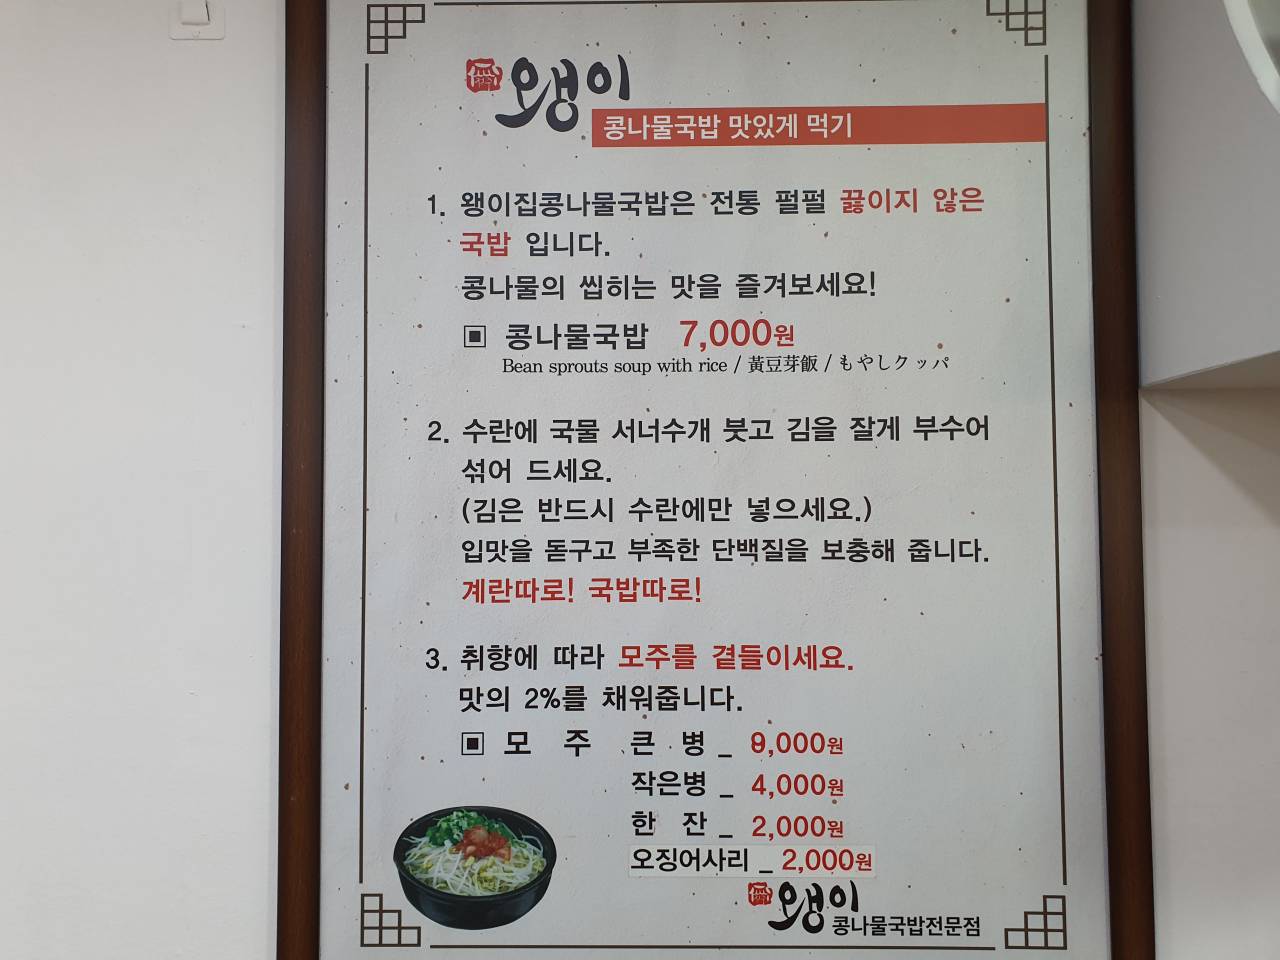 왱이
콩나물국밥 맛있게 먹기
1. 왱이집콩나물국밥은 전통 펄펄 끓이지 않은
국밥 입니다.
콩나물의 씹히는 맛을 즐겨보세요!
▣ 콩나물국밥 7,000원
Bean sprouts soup with rice / 黃豆芽飯 / もやしクッパ
2. 수란에 국물 서너수개 붓고 김을 잘게 부수어
섞어 드세요.
(김은 반드시 수란에만 넣으세요.)
입맛을 돋구고 부족한 단백질을 보충해 줍니다.
계란따로! 국밥따로!
3. 취향에 따라 모주를 곁들이세요.
맛의 2%를 채워줍니다.
▣ 모 주 큰 병 _ 9,000원
작은병 _ 4,000원
한 잔 _ 2,000원
오징어사리 _ 2,000원
왱이
콩나물국밥전문점